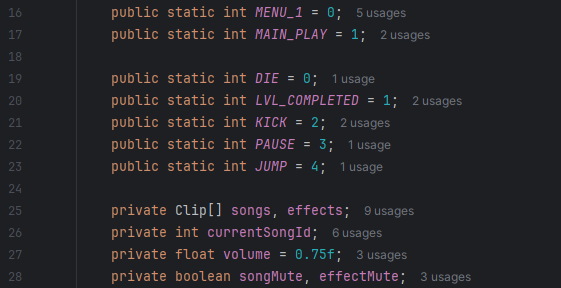 16 public static int MENU_1 = 0; 5 usages
17 public static int MAIN_PLAY = 1; 2 usages
18
19 public static int DIE = 0; 1 usage
20 public static int LVL_COMPLETED = 1; 2 usages
21 public static int KICK = 2; 2 usages
22 public static int PAUSE = 3; 1 usage
23 public static int JUMP = 4; 1 usage
24
25 private Clip[] songs, effects; 9 usages
26 private int currentSongId; 6 usages
27 private float volume = 0.75f; 3 usages
28 private boolean songMute, effectMute; 3 usages